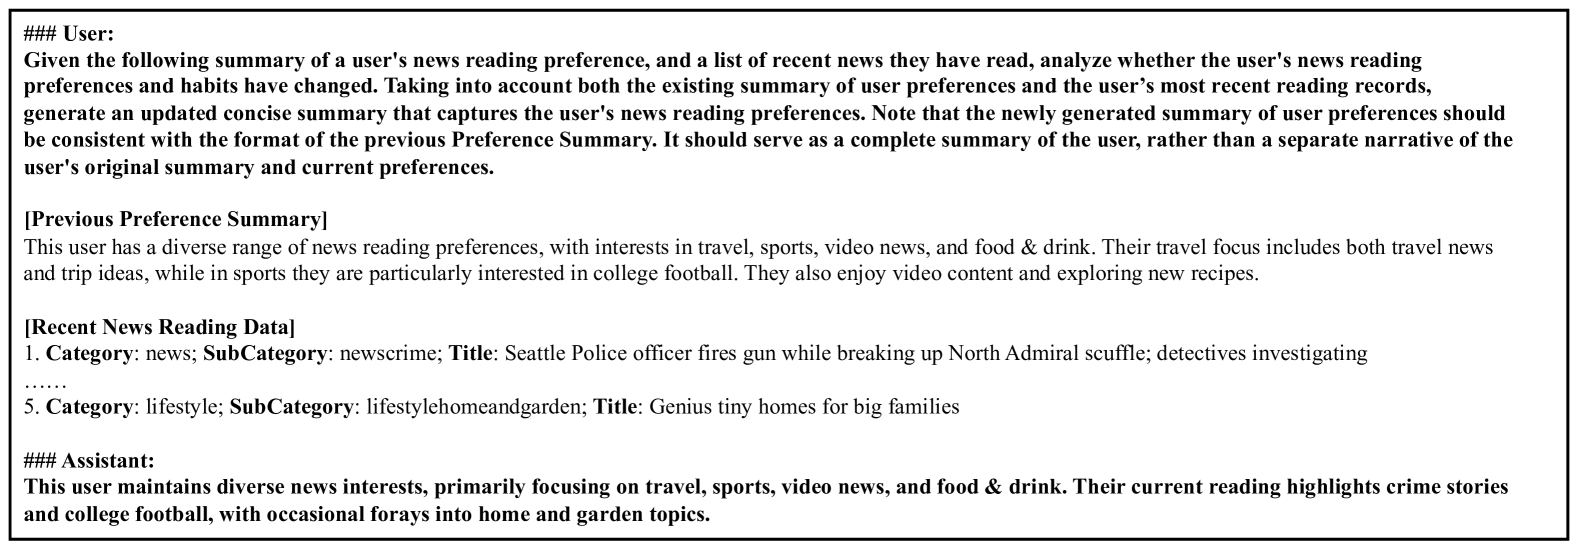 ### User:
Given the following summary of a user's news reading preference, and a list of recent news they have read, analyze whether the user's news reading
preferences and habits have changed. Taking into account both the existing summary of user preferences and the user’s most recent reading records,
generate an updated concise summary that captures the user's news reading preferences. Note that the newly generated summary of user preferences should
be consistent with the format of the previous Preference Summary. It should serve as a complete summary of the user, rather than a separate narrative of the
user's original summary and current preferences.
[Previous Preference Summary]
This user has a diverse range of news reading preferences, with interests in travel, sports, video news, and food & drink. Their travel focus includes both travel news
and trip ideas, while in sports they are particularly interested in college football. They also enjoy video content and exploring new recipes.
[Recent News Reading Data]
1. Category: news; SubCategory: newscrime; Title: Seattle Police officer fires gun while breaking up North Admiral scuffle; detectives investigating
……
5. Category: lifestyle; SubCategory: lifestylehomeandgarden; Title: Genius tiny homes for big families
### Assistant:
This user maintains diverse news interests, primarily focusing on travel, sports, video news, and food & drink. Their current reading highlights crime stories
and college football, with occasional forays into home and garden topics.